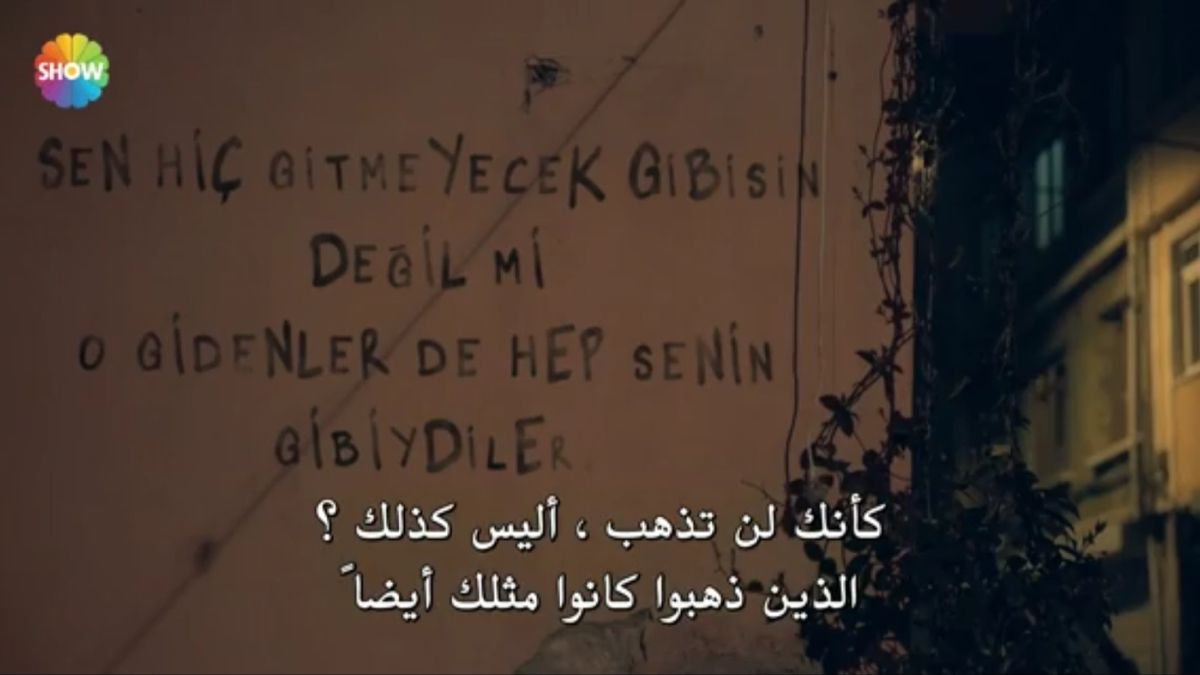 SHOW
SEN HİÇ GİTMEYECEK GİBİSİN
DEĞİL Mİ
O GİDENLER DE HEP SENİN
GİBİYDİLER
كأنك لن تذهب ، أليس كذلك ؟
الذين ذهبوا كانوا مثلك أيضاً